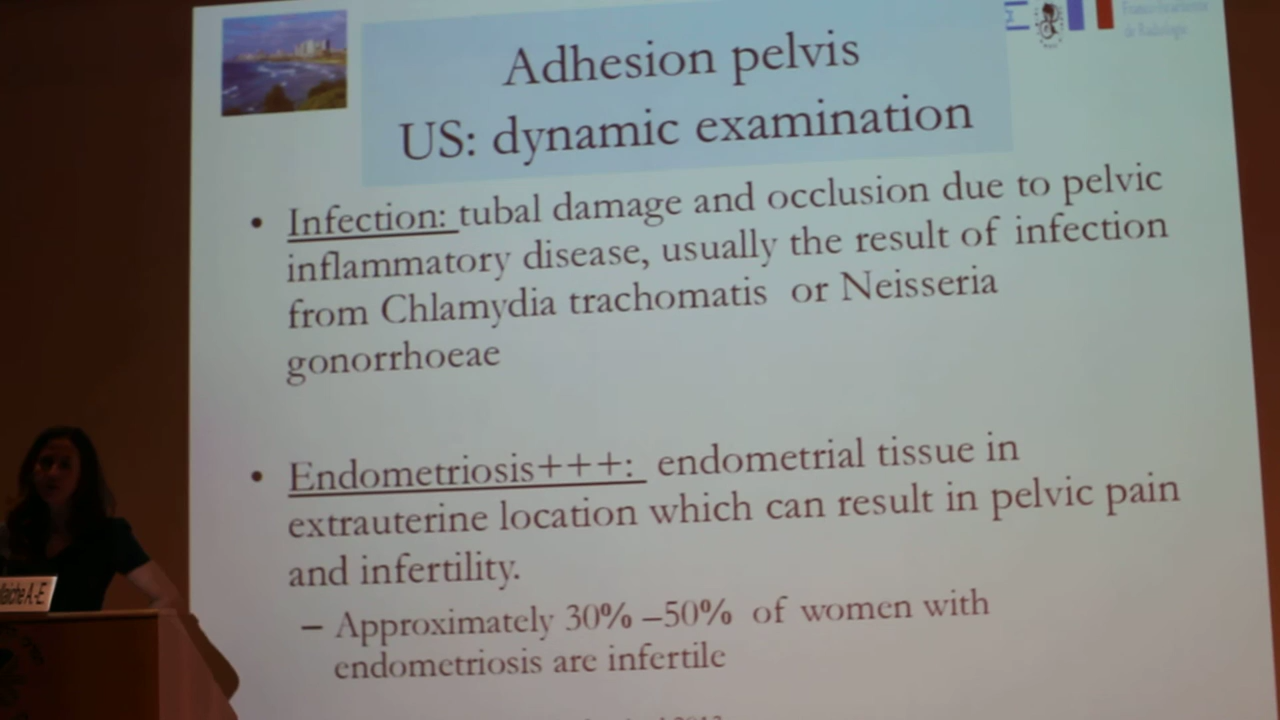 Adhesion pelvis
US: dynamic examination
• Infection: tubal damage and occlusion due to pelvic
inflammatory disease, usually the result of infection
from Chlamydia trachomatis or Neisseria
gonorrhoeae
• Endometriosis+++: endometrial tissue in
extrauterine location which can result in pelvic pain
and infertility.
– Approximately 30% –50% of women with
endometriosis are infertile
de Radiologie
A-E